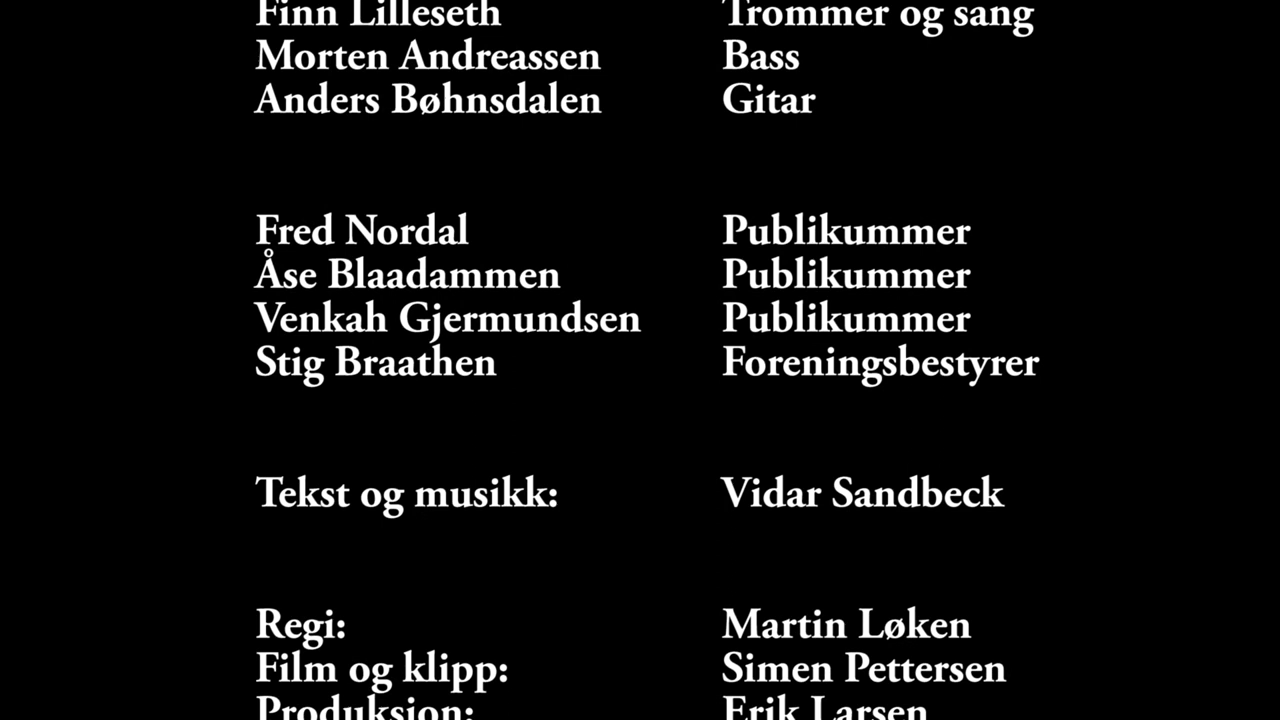 Finn Lilleseth Trommer og sang
Morten Andreassen Bass
Anders Bøhnsdalen Gitar
Fred Nordal Publikummer
Åse Blaadammen Publikummer
Venkah Gjermundsen Publikummer
Stig Braathen Foreningsbestyrer
Tekst og musikk: Vidar Sandbeck
Regi: Martin Løken
Film og klipp: Simen Pettersen
Produksjon: Erik Larsen